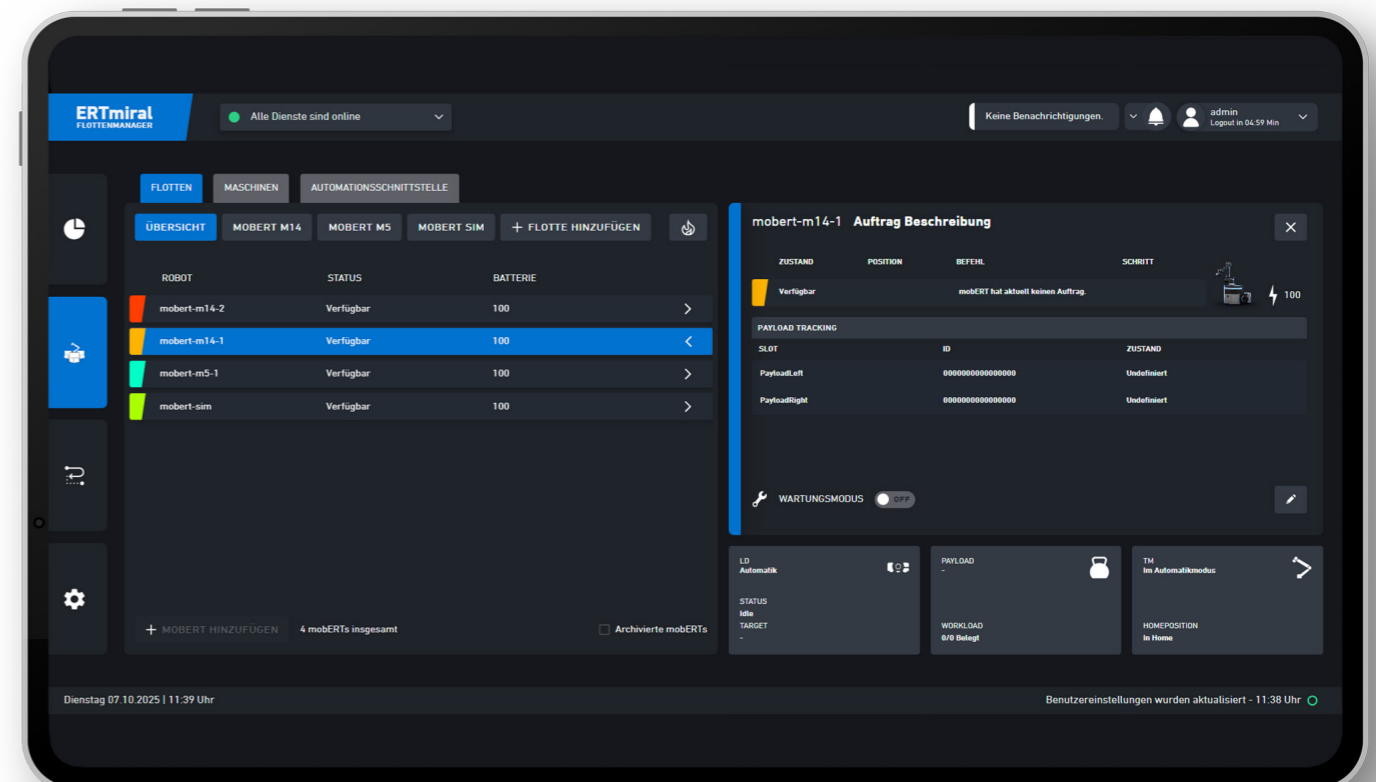 ERTmiral
FLOTTENMANAGER
Alle Dienste sind online
Keine Benachrichtigungen.
admin
Logout in 04:59 Min
FLOTTEN MASCHINEN AUTOMATIONSSCHNITTSTELLE
ÜBERSICHT MOBERT M14 MOBERT M5 MOBERT SIM + FLOTTE HINZUFÜGEN
ROBOT STATUS BATTERIE
mobert-m14-2 Verfügbar 100
mobert-m14-1 Verfügbar 100
mobert-m5-1 Verfügbar 100
mobert-sim Verfügbar 100
+ MOBERT HINZUFÜGEN 4 mobERTs insgesamt Archivierte mobERTs
mobert-m14-1 Auftrag Beschreibung
ZUSTAND POSITION BEFEHL SCHRITT
Verfügbar mobERT hat aktuell keinen Auftrag. 100
PAYLOAD TRACKING
SLOT ID ZUSTAND
PayloadLeft 0000000000000000 Undefiniert
PayloadRight 0000000000000000 Undefiniert
WARTUNGSMODUS OFF
LD
Automatik
STATUS
Idle
TARGET
-
PAYLOAD
-
WORKLOAD
0/0 Belegt
TM
Im Automatikmodus
HOMEPOSITION
In Home
Dienstag 07.10.2025 | 11:39 Uhr
Benutzereinstellungen wurden aktualisiert - 11:38 Uhr